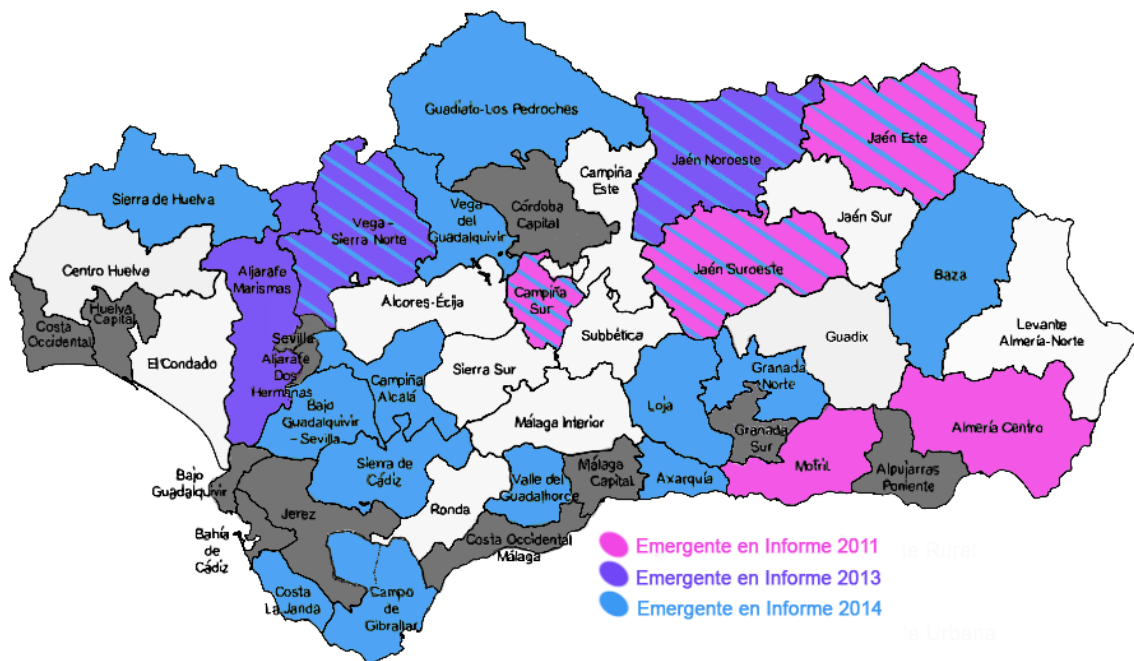 Guadiato-Los Pedroches
Jaén Este
Jaén Noroeste
Campiña
Este
Sierra de Huelva
Vega -
Sierra Norte
Vega
del
Guadalquivir
Córdoba
Capital
Jaén Sur
Centro Huelva
Aljarafe
Marismas
Jaén Suroeste
Baza
Huelva
Capital
Costa
Occidental
Alcores-Écija
Campiña
Sur
Subbética
Guadix
Levante
Almería-Norte
El Condado
Sevilla
Aljarafe
Dos
Hermanas
Campiña
Alcalá
Sierra Sur
Granada
Norte
Bajo
Guadalquivir
-Sevilla
Loja
Málaga Interior
Granada
Sur
Almería Centro
Bajo
Guadalquivir
Sierra de
Cádiz
Valle del
Guadalhorce
Málaga
Capital
Axarquía
Motril
Alpujarras
Poniente
Jerez
Ronda
Bahía
de
Cádiz
Costa Occidental
Málaga
Costa
La Janda
Campo
de
Gibraltar
Emergente en Informe 2011
Emergente en Informe 2013
Emergente en Informe 2014